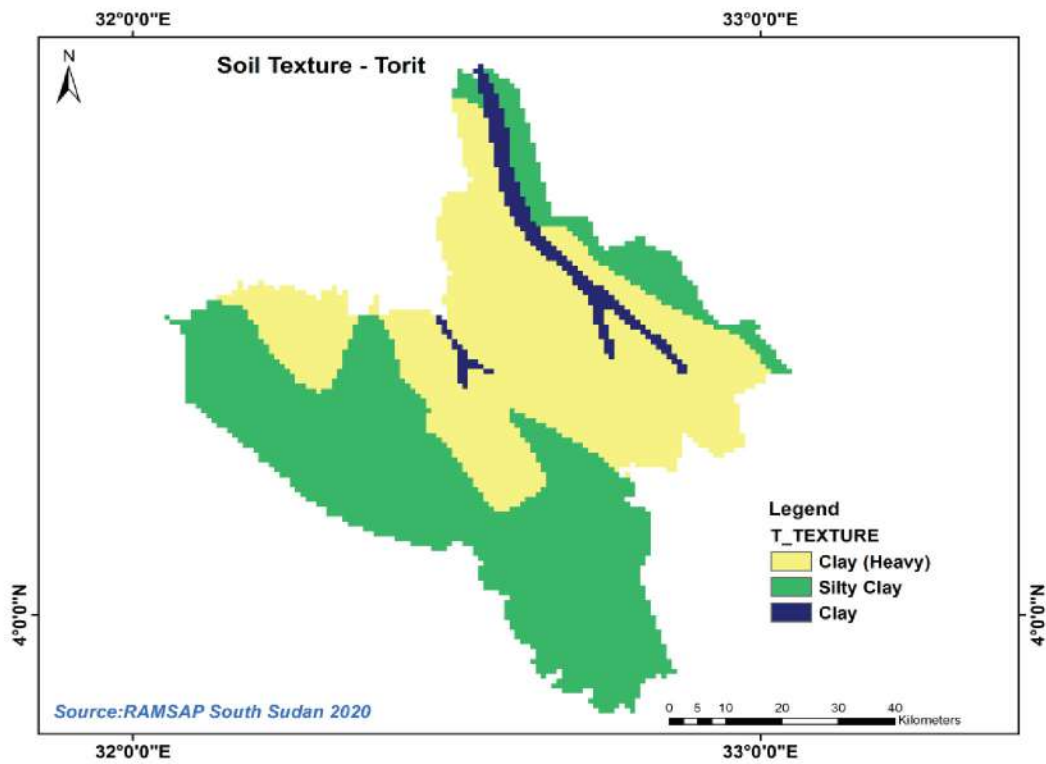 32°0'0"E
33°0'0"E
N
Soil Texture - Torit
Legend
T_TEXTURE
Clay (Heavy)
Silty Clay
Clay
4°0'0"N
4°0'0"N
Source:RAMSAP South Sudan 2020
0 5 10 20 30 40
Kilometers
32°0'0"E
33°0'0"E